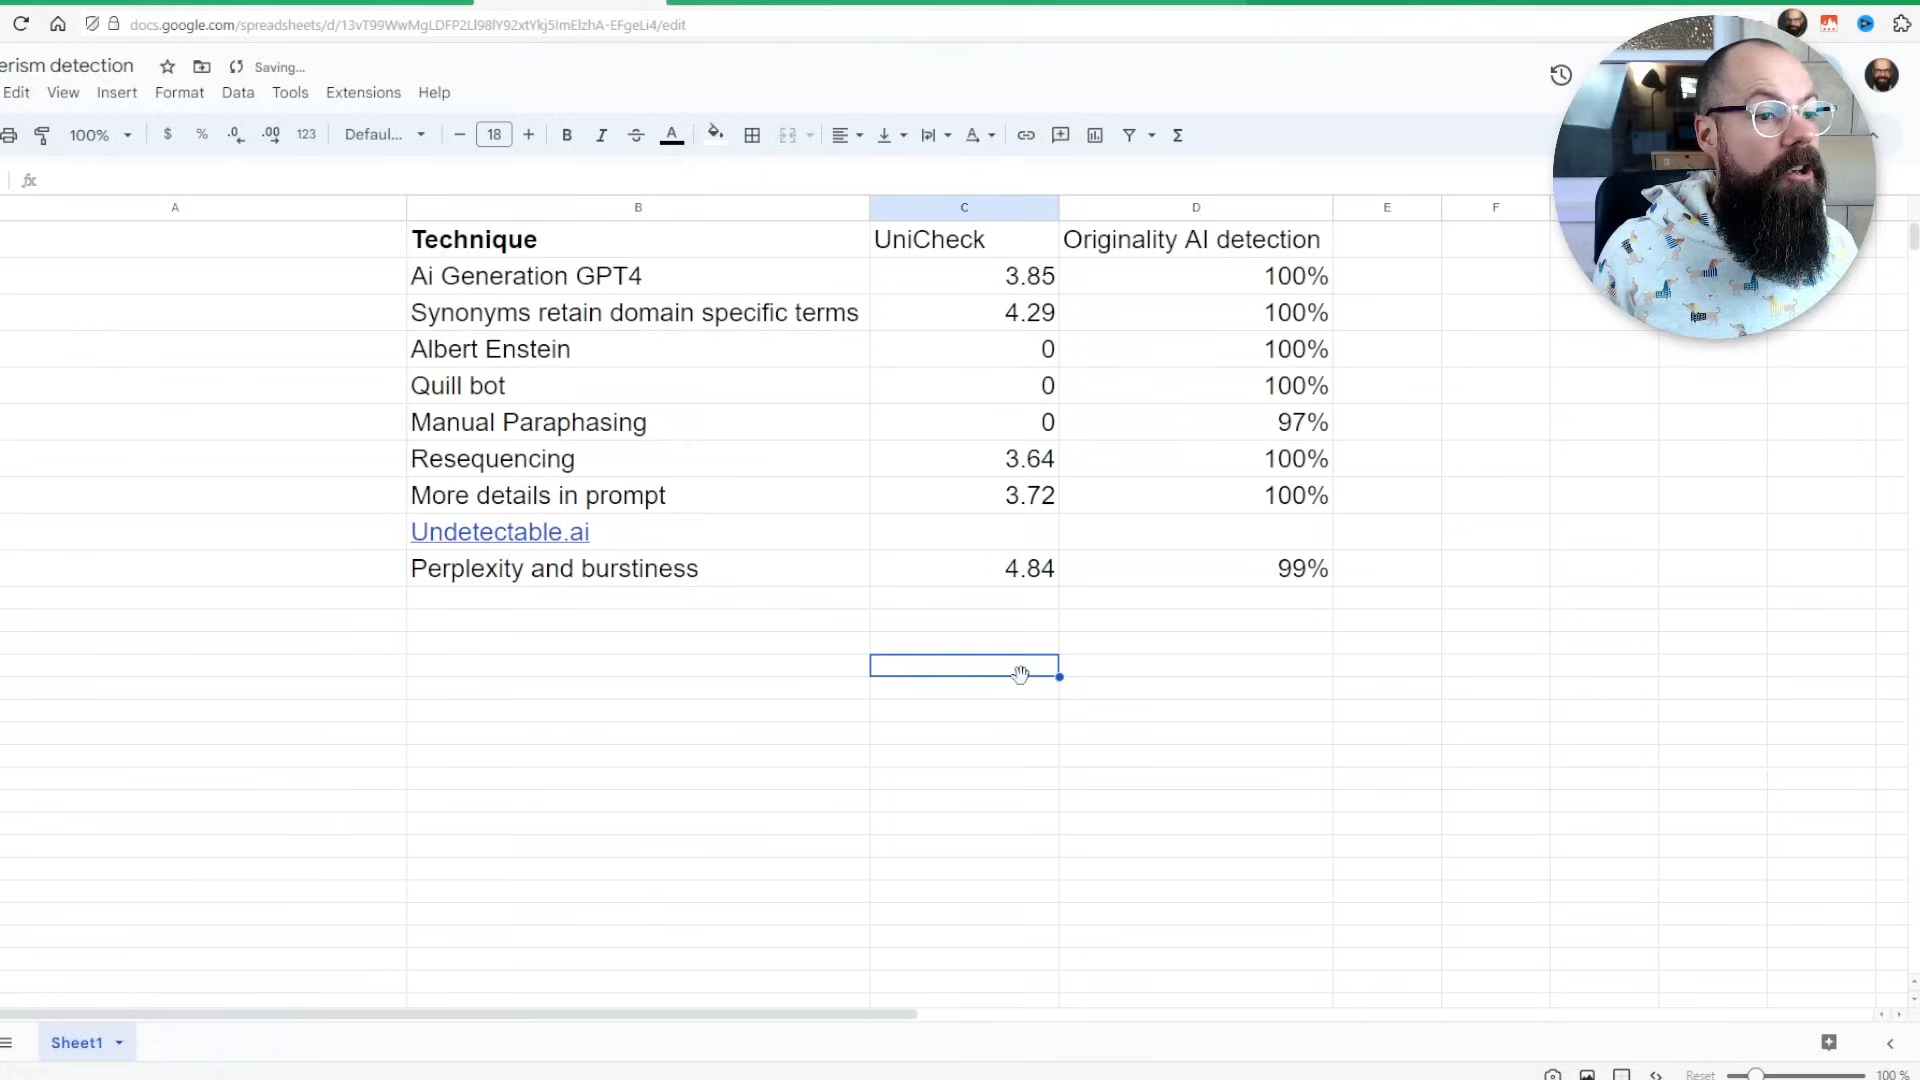 docs.google.com/spreadsheets/d/13vT99WwMgLDFP2Ll98lY92xtYkj5ImElzhA-EFgeLi4/edit
erism detection Saving...
Edit View Insert Format Data Tools Extensions Help
100% $ % .0 .00 123 Defaul... − 18 + B I A Σ
fx
A B C D E F
Technique UniCheck Originality AI detection
Ai Generation GPT4 3.85 100%
Synonyms retain domain specific terms 4.29 100%
Albert Enstein 0 100%
Quill bot 0 100%
Manual Paraphasing 0 97%
Resequencing 3.64 100%
More details in prompt 3.72 100%
Undetectable.ai
Perplexity and burstiness 4.84 99%
Sheet1
Reset 100 %